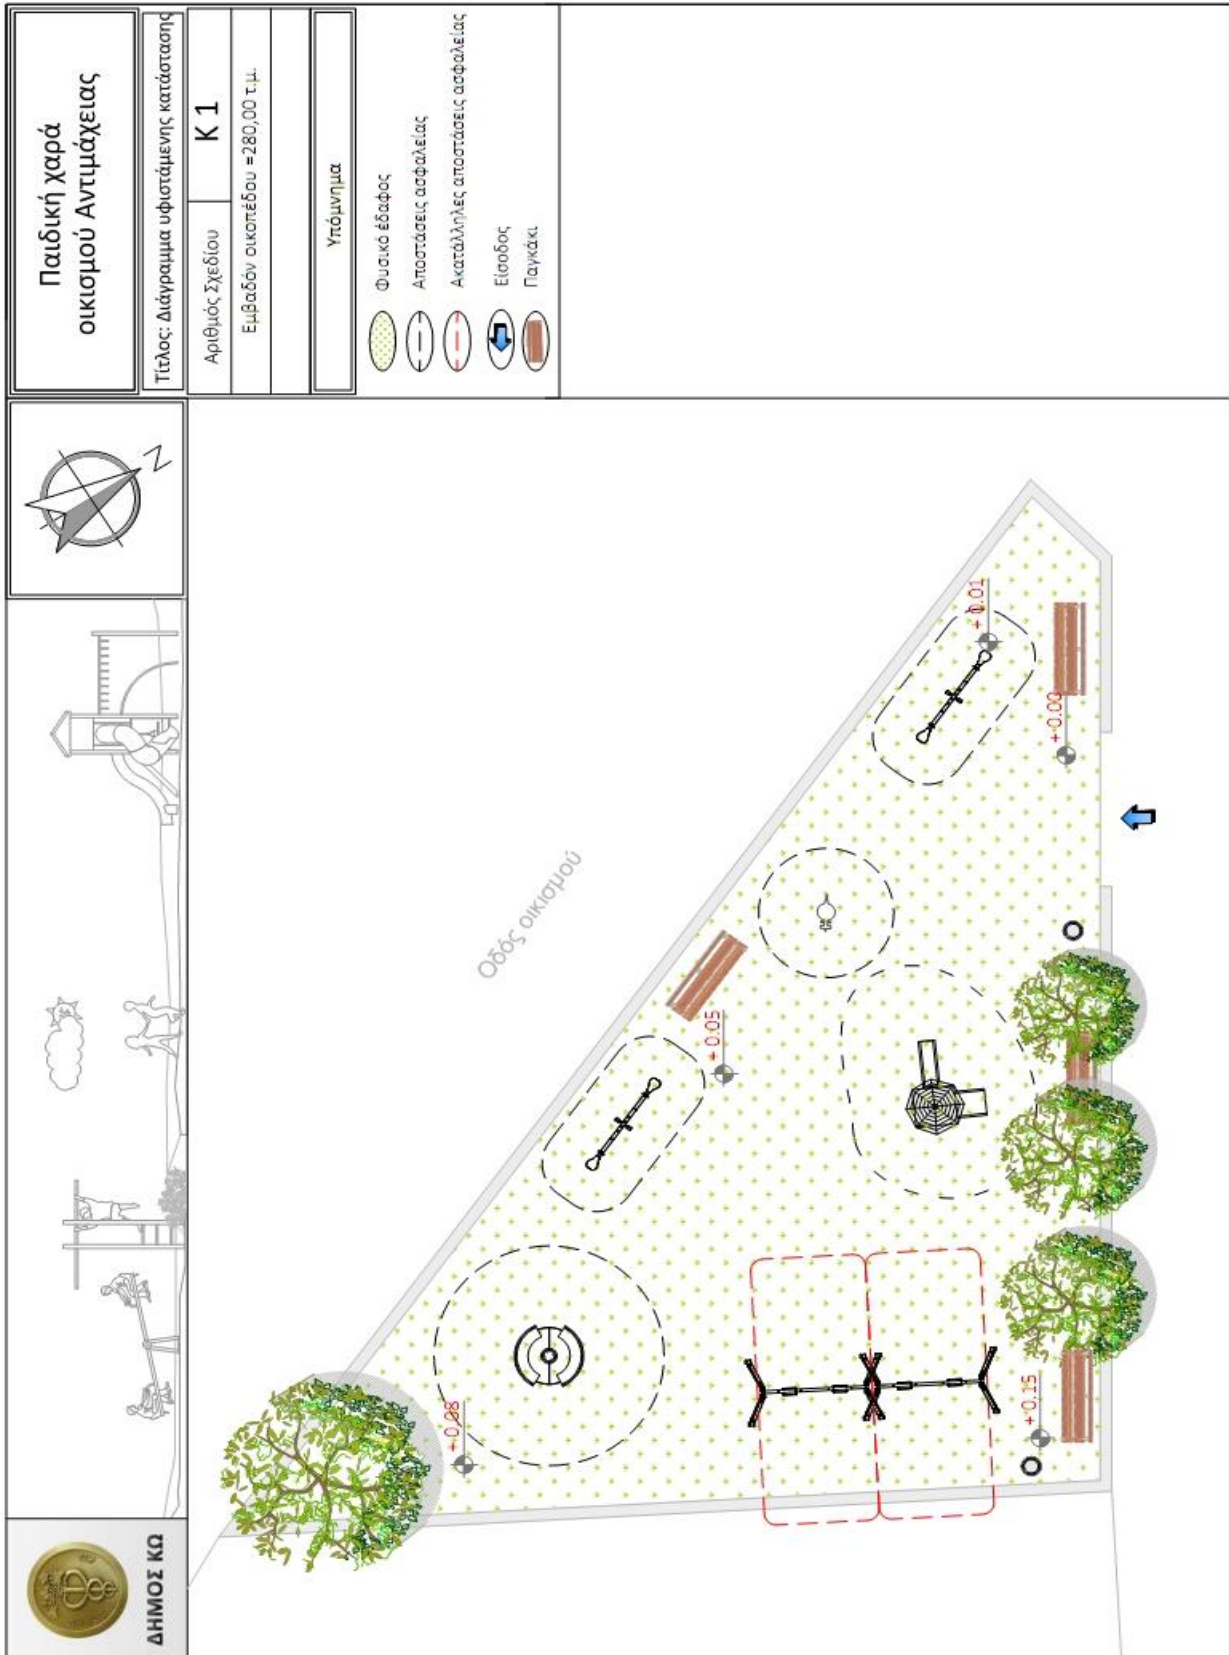 Παιδική χαρά
οικισμού Αντιμάχειας
Τίτλος: Διάγραμμα υφιστάμενης κατάστασης
Αριθμός Σχεδίου
Κ 1
Εμβαδόν οικοπέδου =280,00 τ.μ.
Υπόμνημα
Φυσικό έδαφος
Αποστάσεις ασφαλείας
Ακατάλληλες αποστάσεις ασφαλείας
Είσοδος
Παγκάκι
N
ΔΗΜΟΣ ΚΩ
Οδός οικισμού
+0.08
+0.05
+0.01
+0.00
+0.15